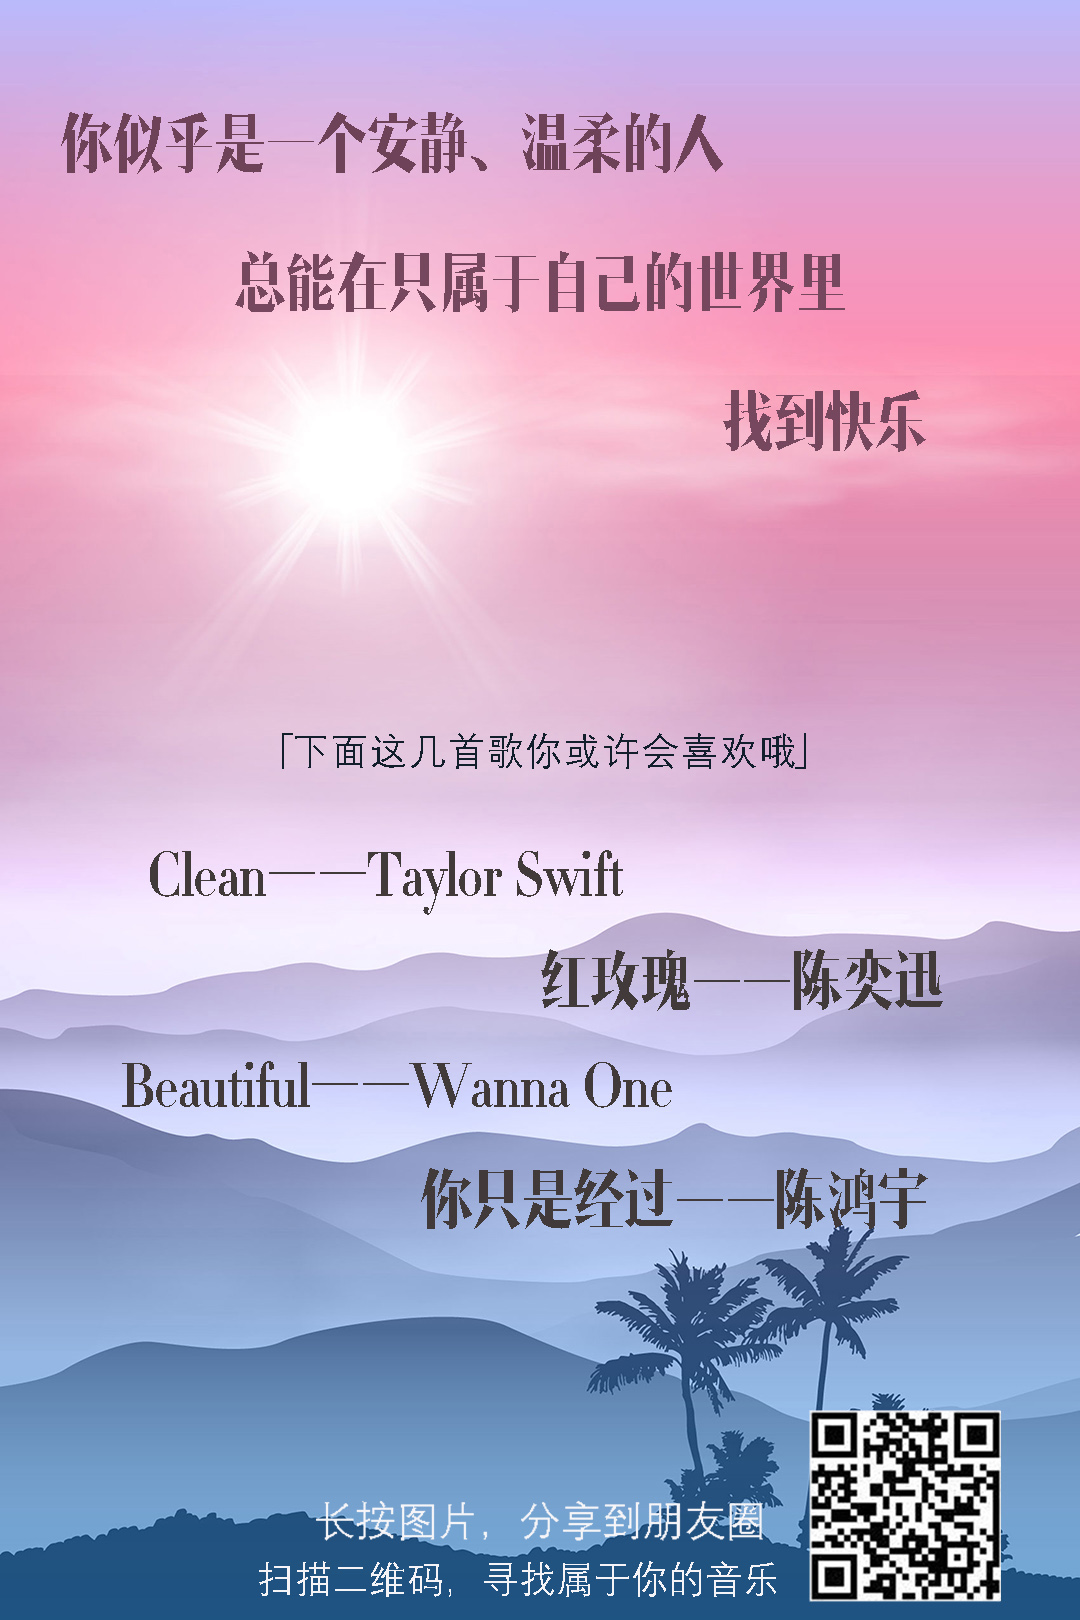 你似乎是一个安静、温柔的人
总能在只属于自己的世界里
找到快乐
「下面这几首歌你或许会喜欢哦」
Clean——Taylor Swift
红玫瑰——陈奕迅
Beautiful——Wanna One
你只是经过——陈鸿宇
长按图片，分享到朋友圈
扫描二维码，寻找属于你的音乐